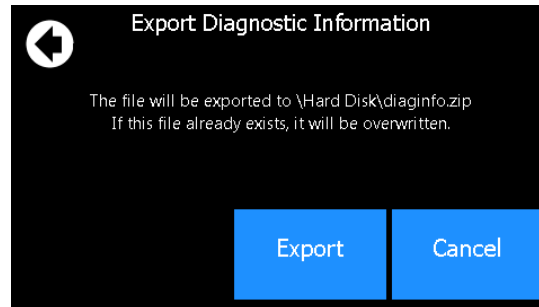 Export Diagnostic Information
The file will be exported to \Hard Disk\diaginfo.zip
If this file already exists, it will be overwritten.
Export
Cancel